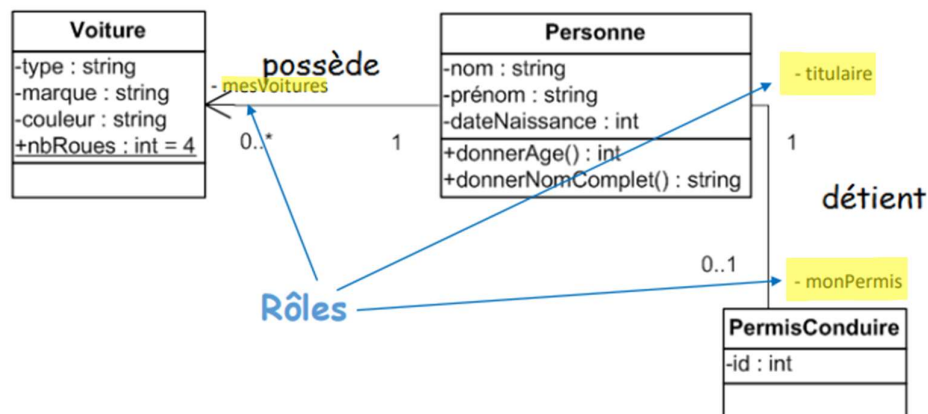 Voiture
-type : string
-marque : string
-couleur : string
+nbRoues : int = 4
possède
- mesVoitures
0..*
1
Personne
-nom : string
-prénom : string
-dateNaissance : int
+donnerAge() : int
+donnerNomComplet() : string
- titulaire
1
détient
0..1
- monPermis
Rôles
PermisConduire
-id : int